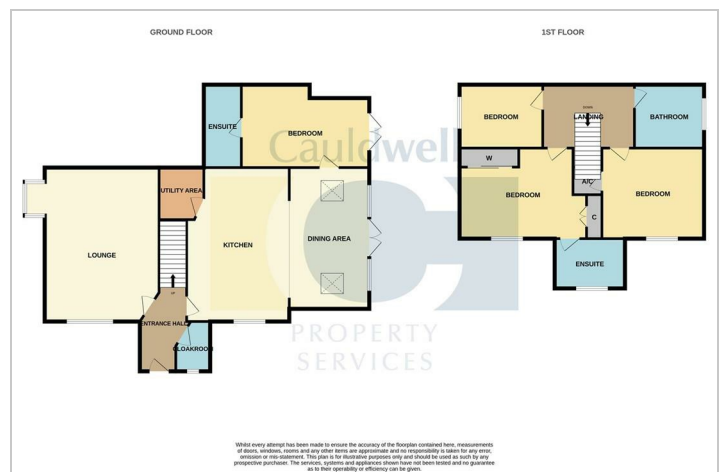 GROUND FLOOR
1ST FLOOR
ENSUITE
BEDROOM
Cauldwell
UTILITY AREA
LOUNGE
KITCHEN
DINING AREA
UP
ENTRANCE HALL
CLOAKROOM
PROPERTY
SERVICES
BEDROOM
DOWN
LANDING
BATHROOM
W
A/C
BEDROOM
BEDROOM
C
ENSUITE
Whilst every attempt has been made to ensure the accuracy of the floorplan contained here, measurements
of doors, windows, rooms and any other items are approximate and no responsibility is taken for any error,
omission or mis-statement. This plan is for illustrative purposes only and should be used as such by any
prospective purchaser. The services, systems and appliances shown have not been tested and no guarantee
as to their operability or efficiency can be given.